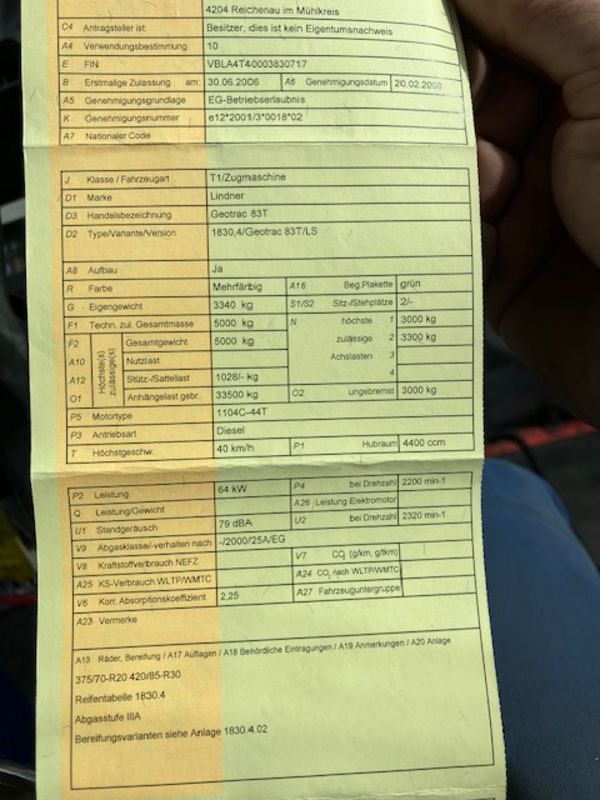 4204 Reichenau im Mühlkreis
C4 Antragsteller ist: Besitzer, dies ist kein Eigentumsnachweis
A4 Verwendungsbestimmung 10
E FIN VBLA4T40003830717
B Erstmalige Zulassung am: 30.06.2006 A6 Genehmigungsdatum 20.02.2006
A5 Genehmigungsgrundlage EG-Betriebserlaubnis
K Genehmigungsnummer e12*2001/3*0018*02
A7 Nationaler Code
J Klasse / Fahrzeugart T1/Zugmaschine
D1 Marke Lindner
D3 Handelsbezeichnung Geotrac 83T
D2 Type/Variante/Version 1830,4/Geotrac 83T/LS
A8 Aufbau Ja
R Farbe Mehrfärbig A16 Beg.Plakette grün
G Eigengewicht 3340 kg S1/S2 Sitz-/Stehplätze 2/-
F1 Techn. zul. Gesamtmasse 5000 kg N höchste 1 3000 kg
F2 Höchste(s) zulässige(s) Gesamtgewicht 5000 kg zulässige 2 3300 kg
A10 Nutzlast Achslasten 3
A12 Stütz-/Sattellast 1028/- kg 4
O1 Anhängelast gebr. 33500 kg O2 ungebremst 3000 kg
P5 Motortype 1104C-44T
P3 Antriebsart Diesel
T Höchstgeschw. 40 km/h P1 Hubraum 4400 ccm
P2 Leistung 64 kW P4 bei Drehzahl 2200 min-1
Q Leistung/Gewicht A26 Leistung Elektromotor
U1 Standgeräusch 79 dBA U2 bei Drehzahl 2320 min-1
V9 Abgasklasse/-verhalten nach -/2000/25A/EG
V8 Kraftstoffverbrauch NEFZ V7 CO2 (g/km, g/tkm)
A25 KS-Verbrauch WLTP/WMTC A24 CO2 nach WLTP/WMTC
V6 Korr. Absorptionskoeffizient 2,25 A27 Fahrzeuguntergruppe
A23 Vermerke
A13 Räder, Bereifung / A17 Auflagen / A18 Behördliche Eintragungen / A19 Anmerkungen / A20 Anlage
375/70-R20 420/85-R30
Reifentabelle 1830.4
Abgasstufe IIIA
Bereifungsvarianten siehe Anlage 1830.4.02